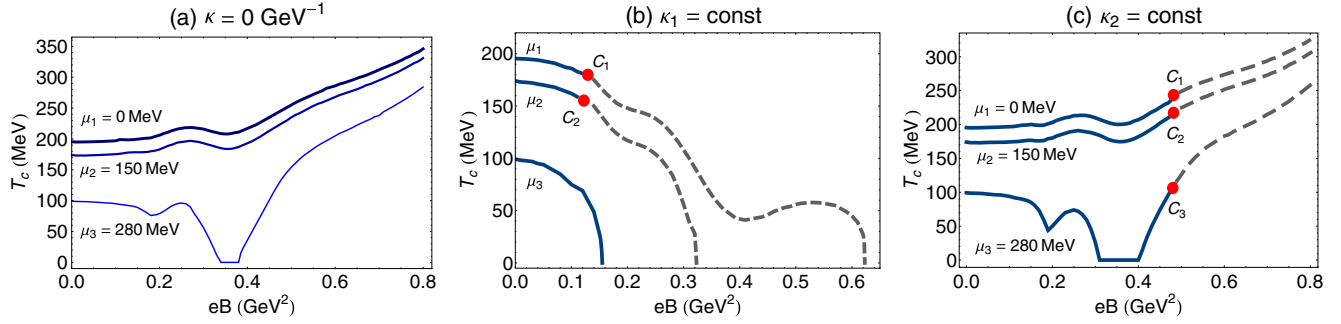 (a) κ = 0 GeV⁻¹
350
300
250
200
150
100
50
0
T_c (MeV)
μ₁ = 0 MeV
μ₂ = 150 MeV
μ₃ = 280 MeV
0.0 0.2 0.4 0.6 0.8
eB (GeV²)
(b) κ₁ = const
200
150
100
50
0
T_c (MeV)
μ₁
C₁
μ₂
C₂
μ₃
0.0 0.1 0.2 0.3 0.4 0.5 0.6
eB (GeV²)
(c) κ₂ = const
300
250
200
150
100
50
0
T_c (MeV)
C₁
μ₁ = 0 MeV
C₂
μ₂ = 150 MeV
C₃
μ₃ = 280 MeV
0.0 0.2 0.4 0.6 0.8
eB (GeV²)